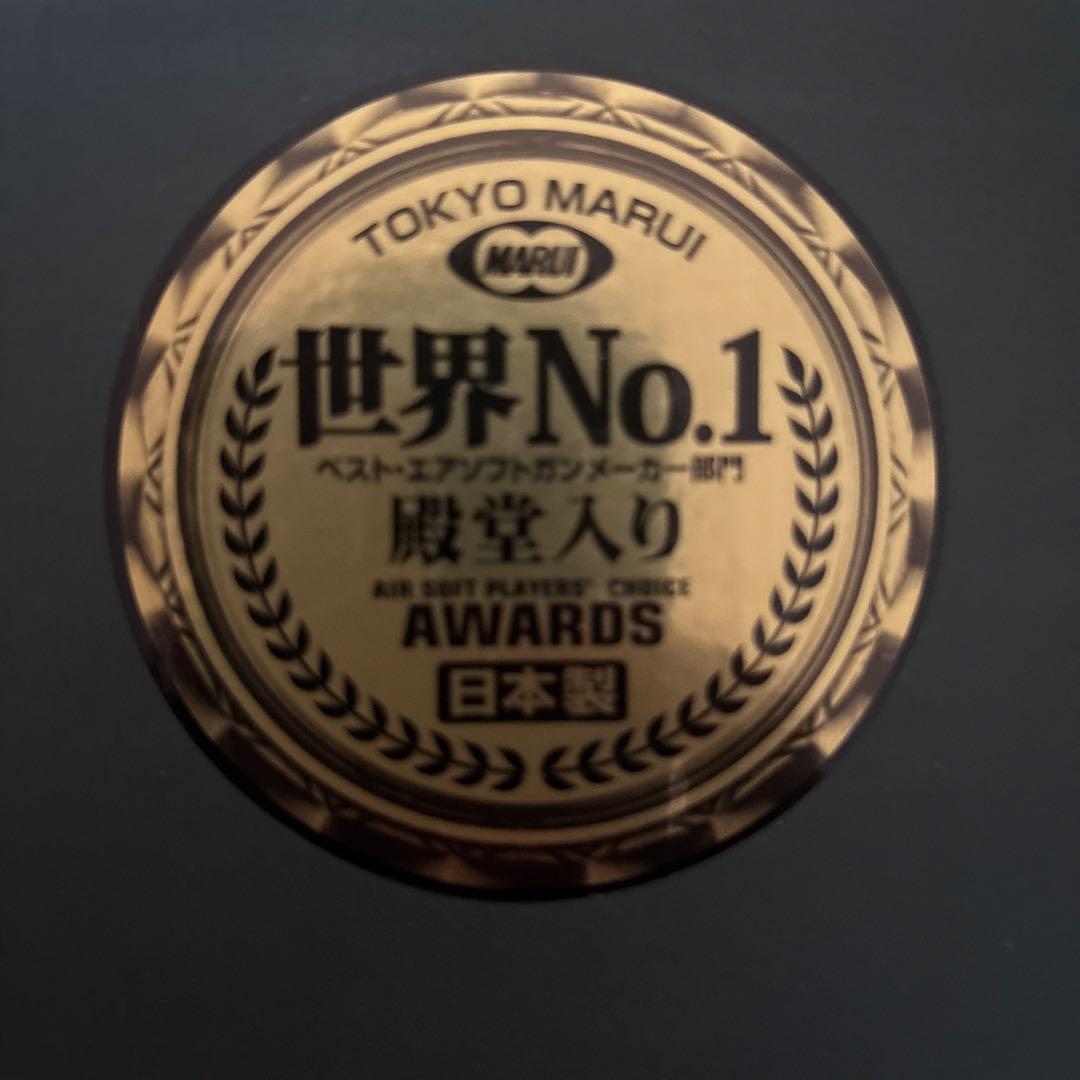 TOKYO MARUI
MARUI
世界No.1
ベスト・エアソフトガンメーカー部門
殿堂入り
AIR SOFT PLAYERS' CHOICE
AWARDS
日本製